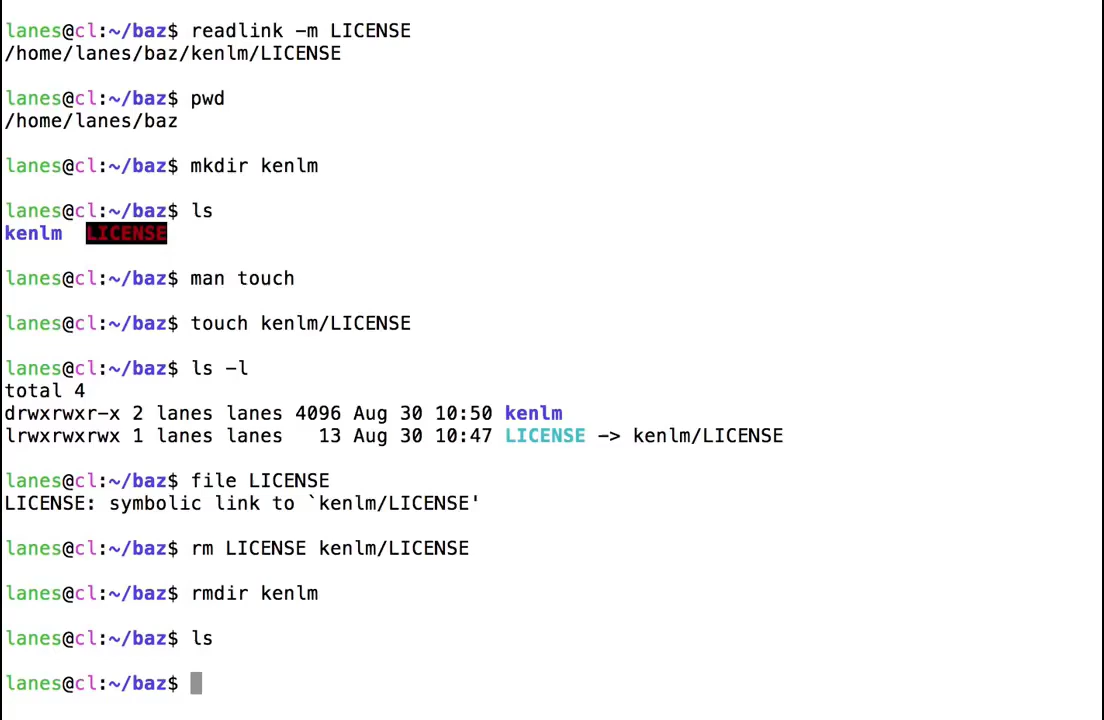 lanes@cl:~/baz$ readlink -m LICENSE
/home/lanes/baz/kenlm/LICENSE
lanes@cl:~/baz$ pwd
/home/lanes/baz
lanes@cl:~/baz$ mkdir kenlm
lanes@cl:~/baz$ ls
kenlm  LICENSE
lanes@cl:~/baz$ man touch
lanes@cl:~/baz$ touch kenlm/LICENSE
lanes@cl:~/baz$ ls -l
total 4
drwxrwxr-x 2 lanes lanes 4096 Aug 30 10:50 kenlm
lrwxrwxrwx 1 lanes lanes   13 Aug 30 10:47 LICENSE -> kenlm/LICENSE
lanes@cl:~/baz$ file LICENSE
LICENSE: symbolic link to `kenlm/LICENSE'
lanes@cl:~/baz$ rm LICENSE kenlm/LICENSE
lanes@cl:~/baz$ rmdir kenlm
lanes@cl:~/baz$ ls
lanes@cl:~/baz$